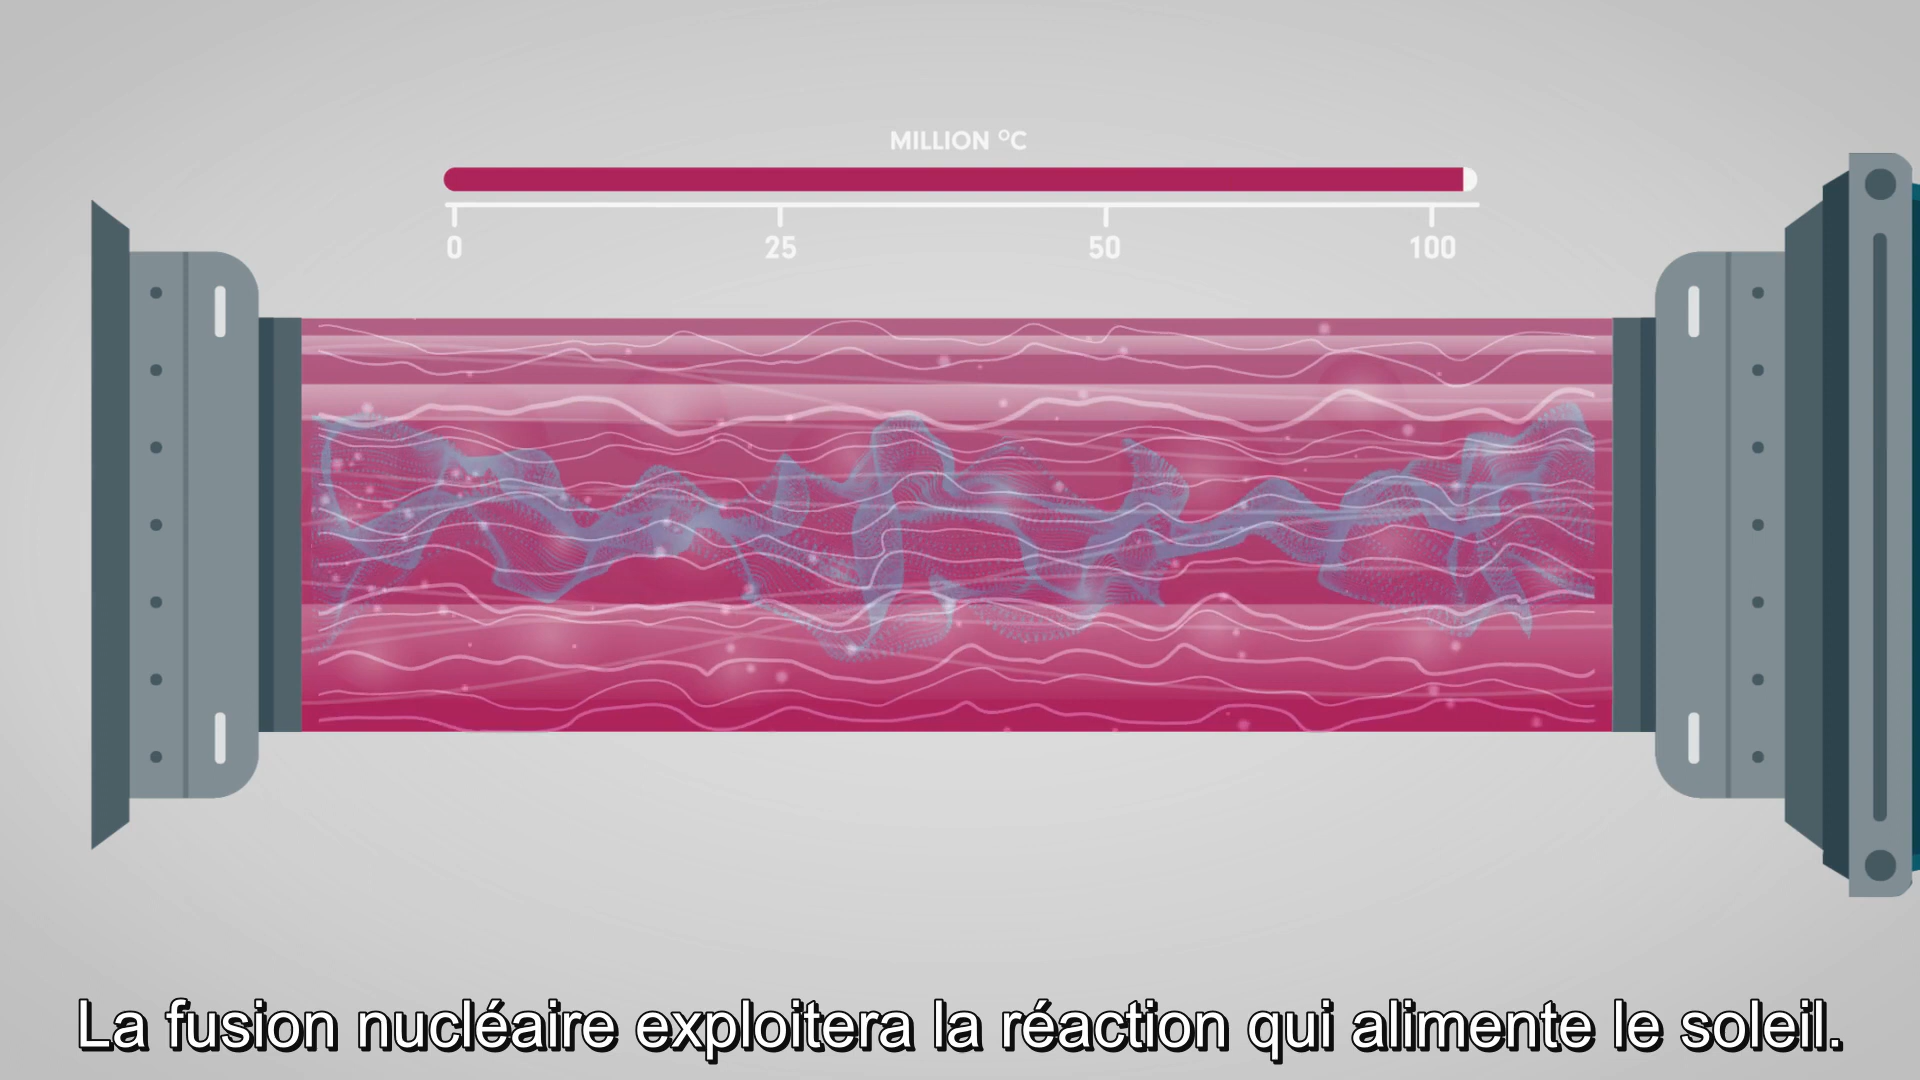 MILLION °C
0 25 50 100
La fusion nucléaire exploitera la réaction qui alimente le soleil.